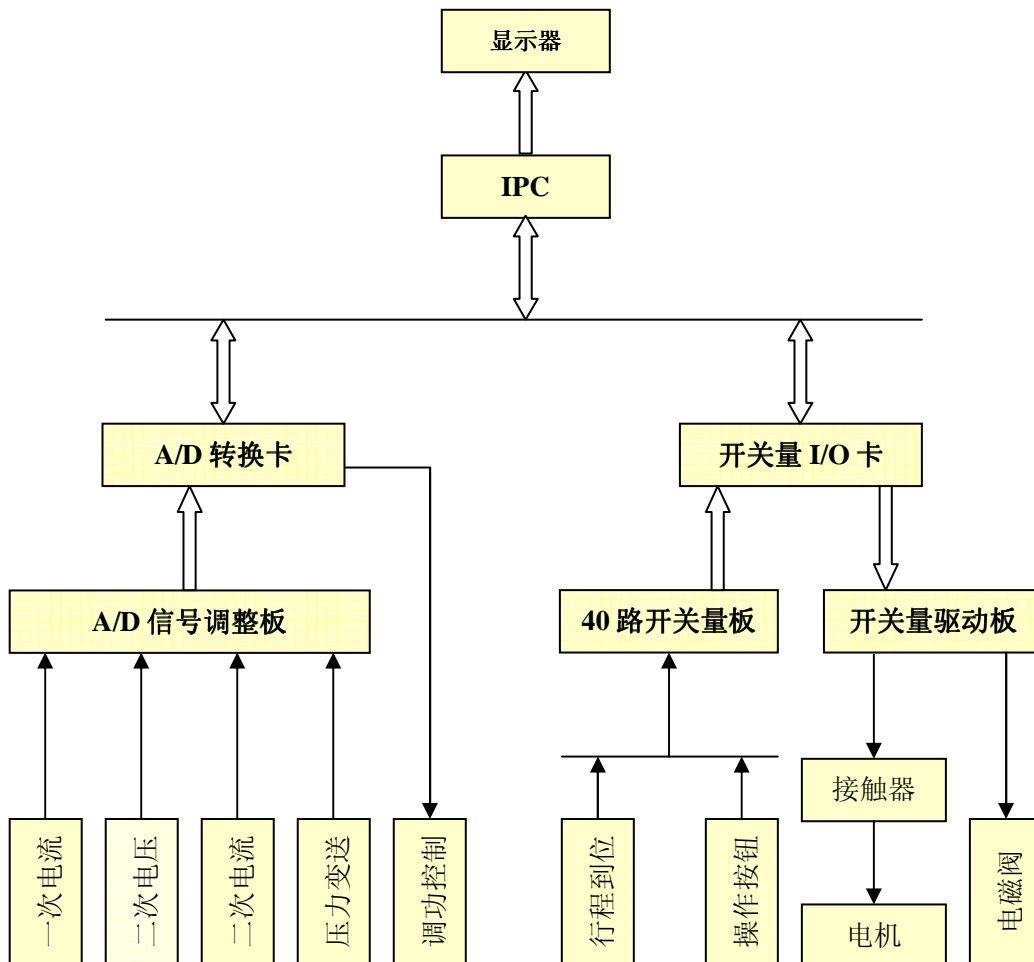 显示器
IPC
A/D 转换卡
开关量 I/O 卡
A/D 信号调整板
40 路开关量板
开关量驱动板
接触器
一次电流
二次电压
二次电流
压力变送
调功控制
行程到位
操作按钮
电机
电磁阀